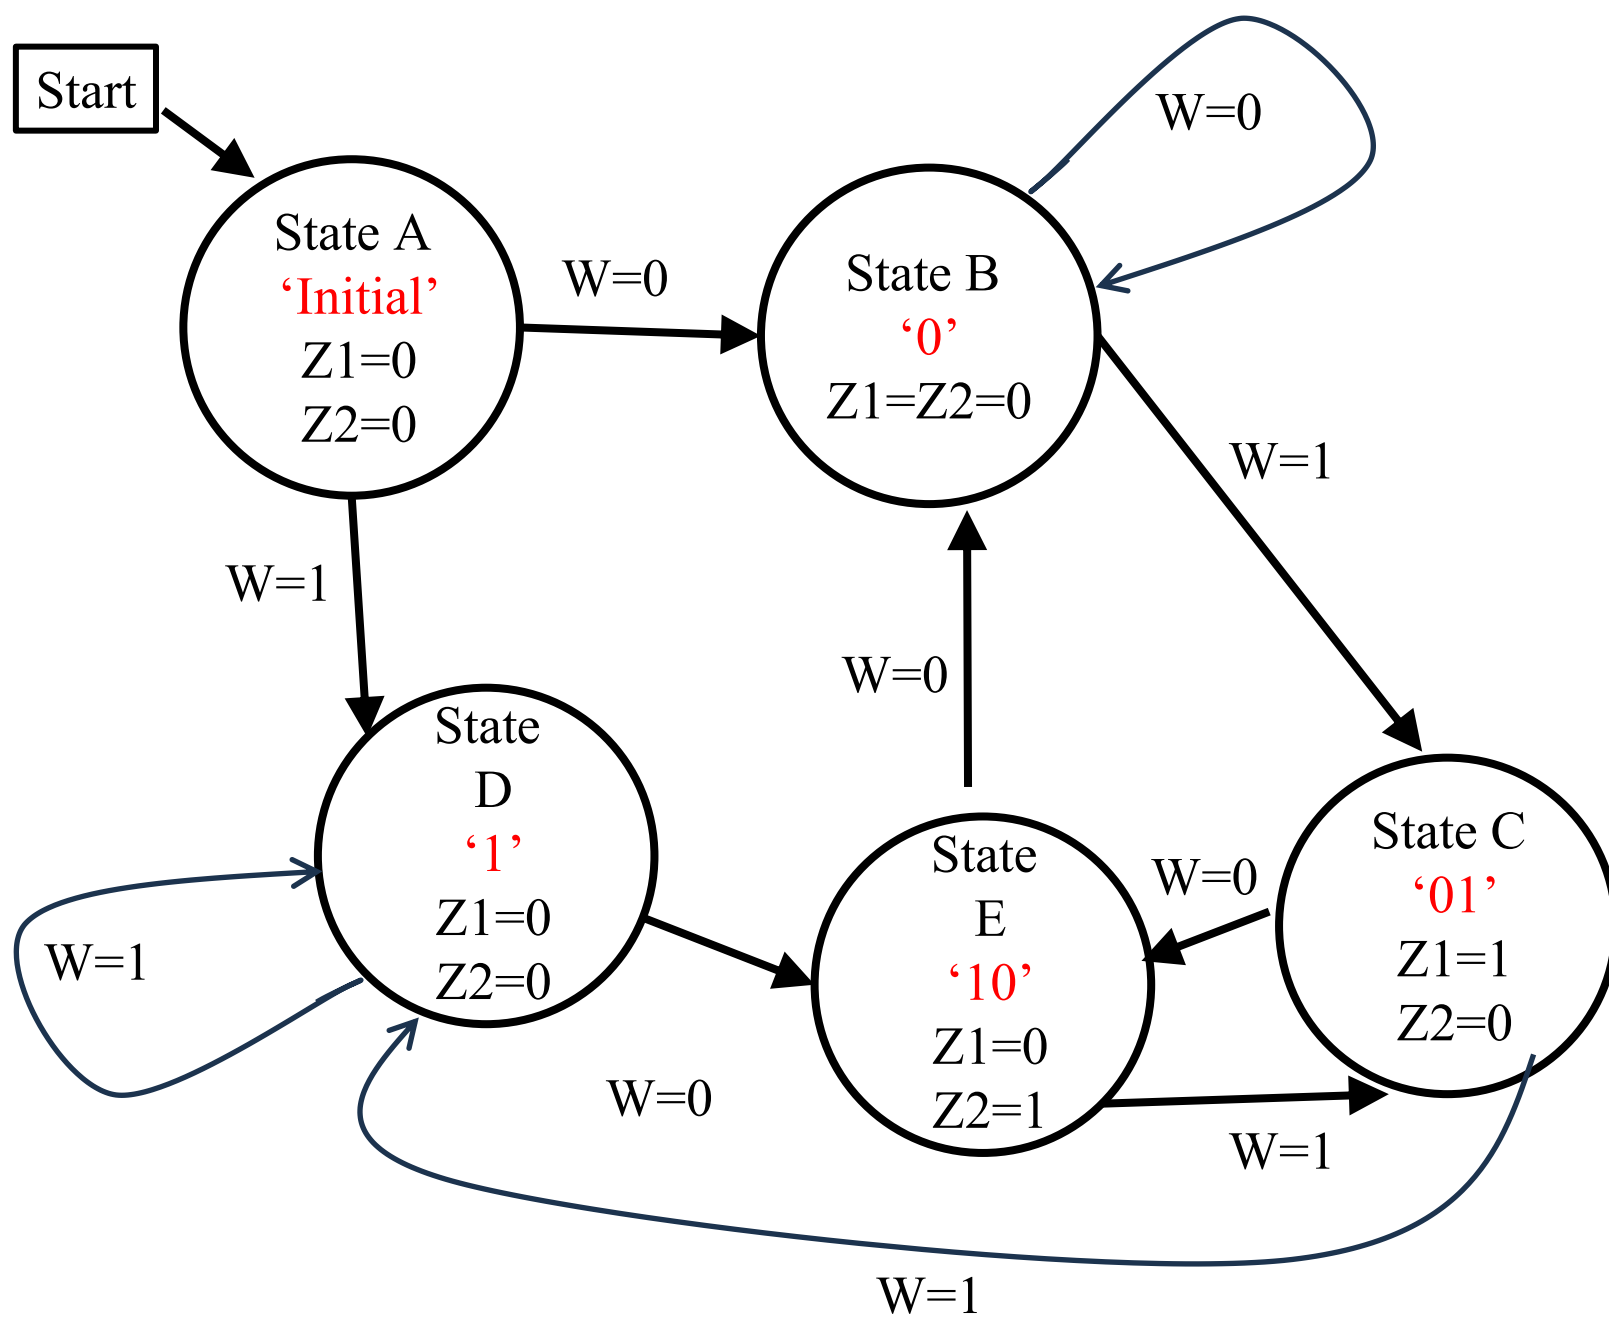 Start
W=0
State A
‘Initial’
Z1=0
Z2=0
W=0
State B
‘0’
Z1=Z2=0
W=1
W=1
W=0
State
D
‘1’
Z1=0
Z2=0
W=1
State
E
‘10’
Z1=0
Z2=1
W=0
State C
‘01’
Z1=1
Z2=0
W=0
W=1
W=1